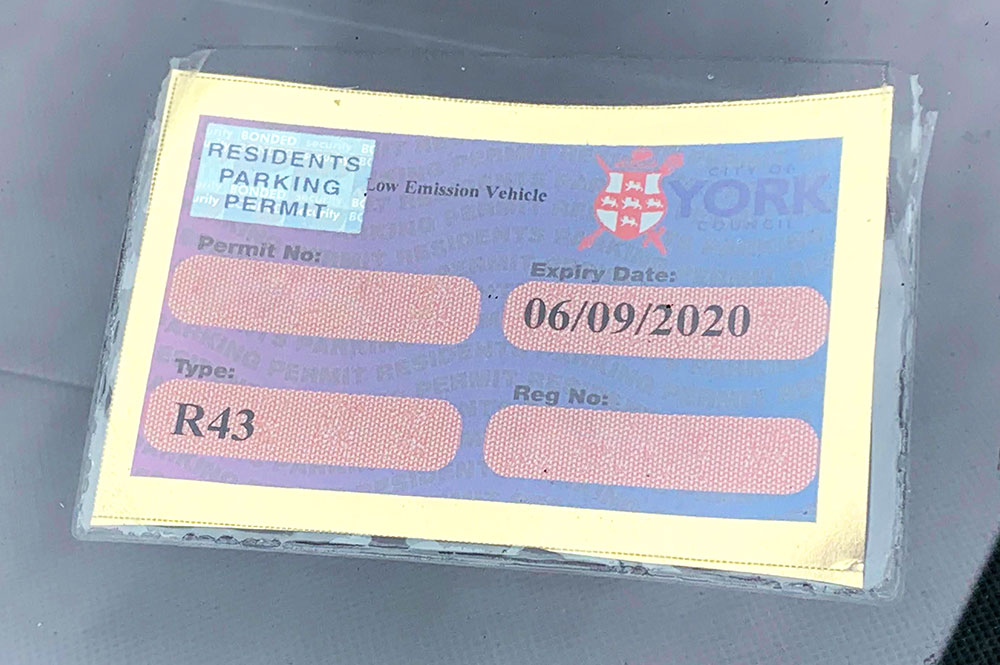 RESIDENTS
PARKING
PERMIT
Low Emission Vehicle
CITY OF
YORK
COUNCIL
Permit No:
Expiry Date:
06/09/2020
Type:
R43
Reg No: